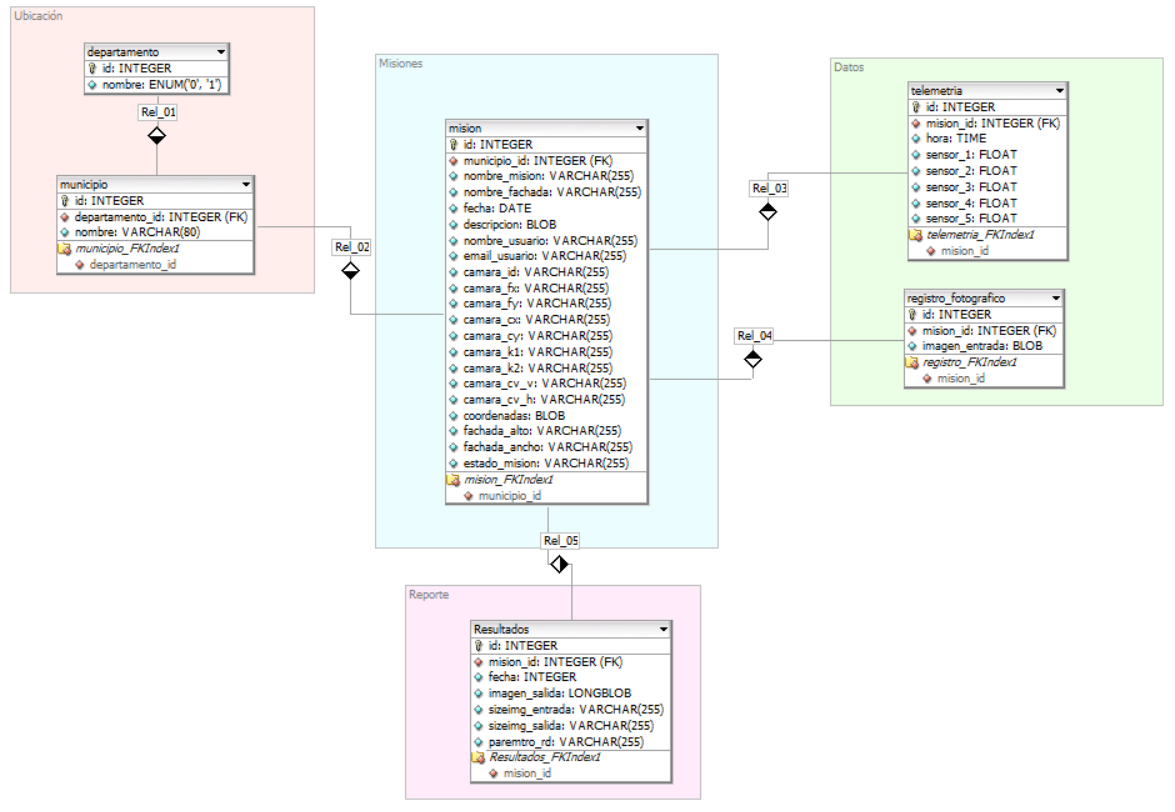 Ubicación
departamento
id: INTEGER
nombre: ENUM('0', '1')
Rel_01
municipio
id: INTEGER
departamento_id: INTEGER (FK)
nombre: VARCHAR(80)
municipio_FKIndex1
departamento_id
Rel_02
Misiones
mision
id: INTEGER
municipio_id: INTEGER (FK)
nombre_mision: VARCHAR(255)
nombre_fachada: VARCHAR(255)
fecha: DATE
descripcion: BLOB
nombre_usuario: VARCHAR(255)
email_usuario: VARCHAR(255)
camara_id: VARCHAR(255)
camara_fx: VARCHAR(255)
camara_fy: VARCHAR(255)
camara_cx: VARCHAR(255)
camara_cy: VARCHAR(255)
camara_k1: VARCHAR(255)
camara_k2: VARCHAR(255)
camara_cv_v: VARCHAR(255)
camara_cv_h: VARCHAR(255)
coordenadas: BLOB
fachada_alto: VARCHAR(255)
fachada_ancho: VARCHAR(255)
estado_mision: VARCHAR(255)
mision_FKIndex1
municipio_id
Rel_03
Rel_04
Datos
telemetria
id: INTEGER
mision_id: INTEGER (FK)
hora: TIME
sensor_1: FLOAT
sensor_2: FLOAT
sensor_3: FLOAT
sensor_4: FLOAT
sensor_5: FLOAT
telemetria_FKIndex1
mision_id
registro_fotografico
id: INTEGER
mision_id: INTEGER (FK)
imagen_entrada: BLOB
registro_FKIndex1
mision_id
Rel_05
Reporte
Resultados
id: INTEGER
mision_id: INTEGER (FK)
fecha: INTEGER
imagen_salida: LONGBLOB
sizeimg_entrada: VARCHAR(255)
sizeimg_salida: VARCHAR(255)
paremtro_rd: VARCHAR(255)
Resultados_FKIndex1
mision_id